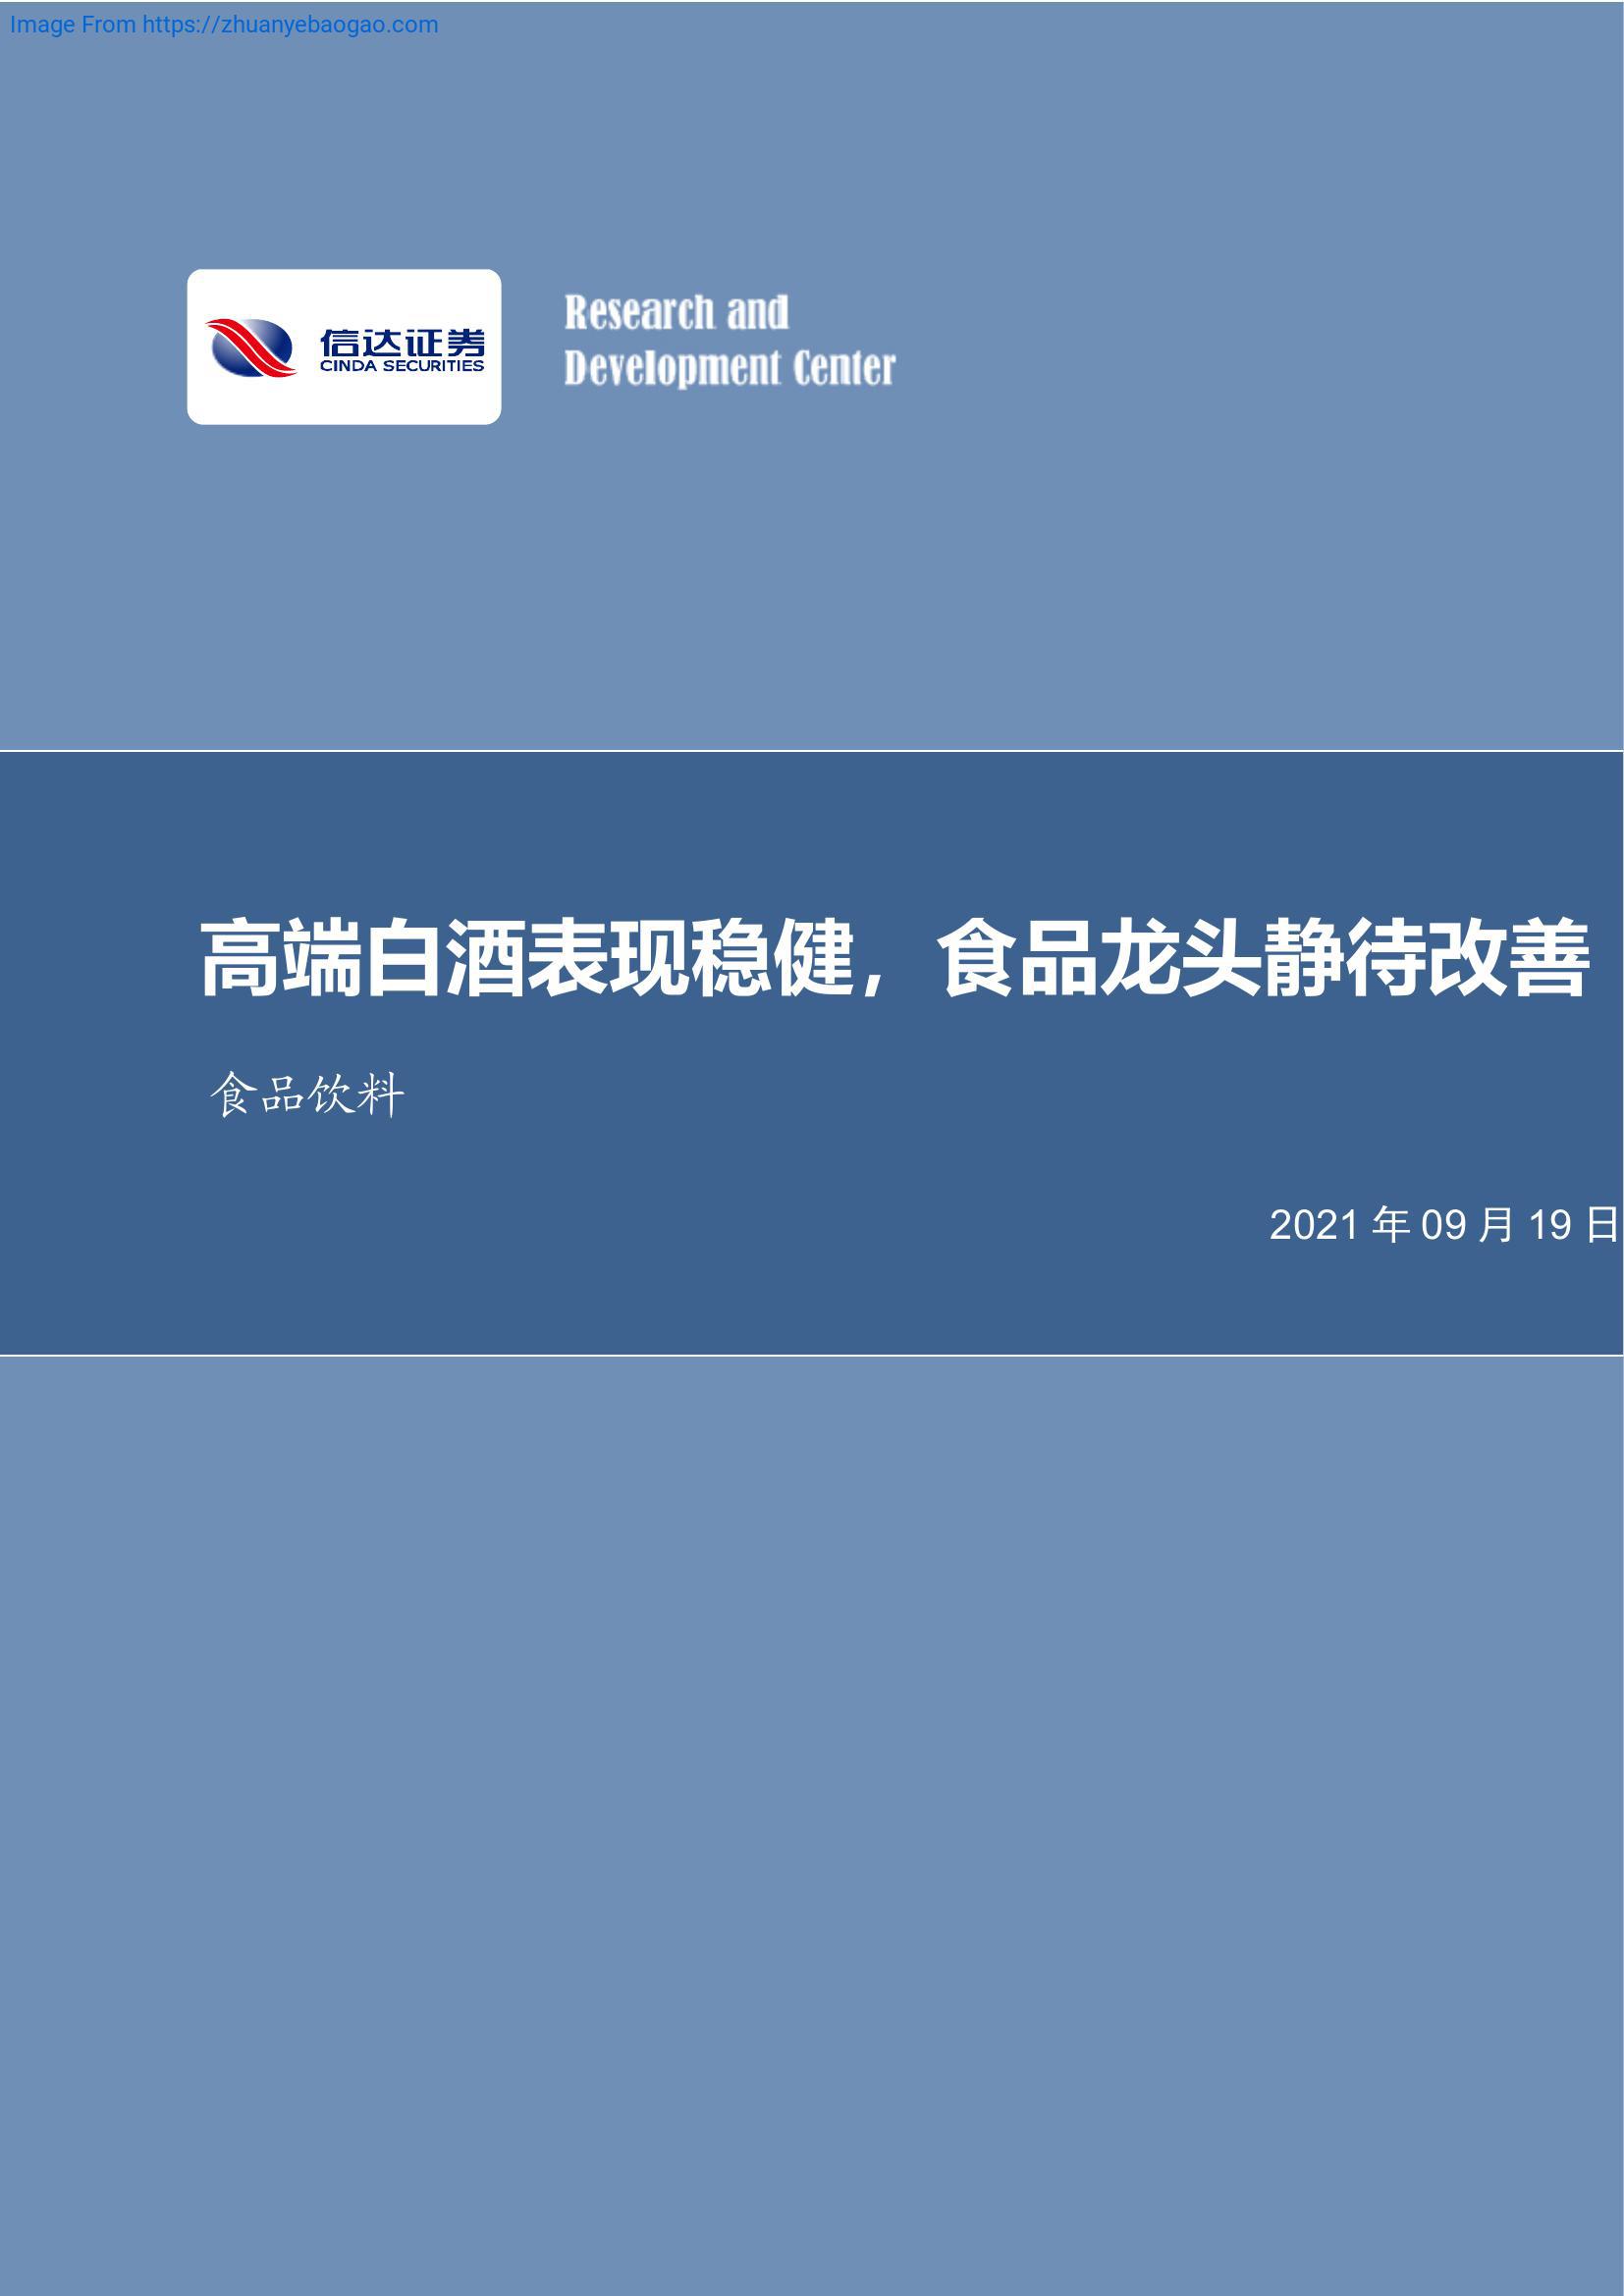 Image From https://zhuanyebaogao.com
信达证券
CINDA SECURITIES
Research and
Development Center
高端白酒表现稳健，食品龙头静待改善
食品饮料
2021 年 09 月 19 日